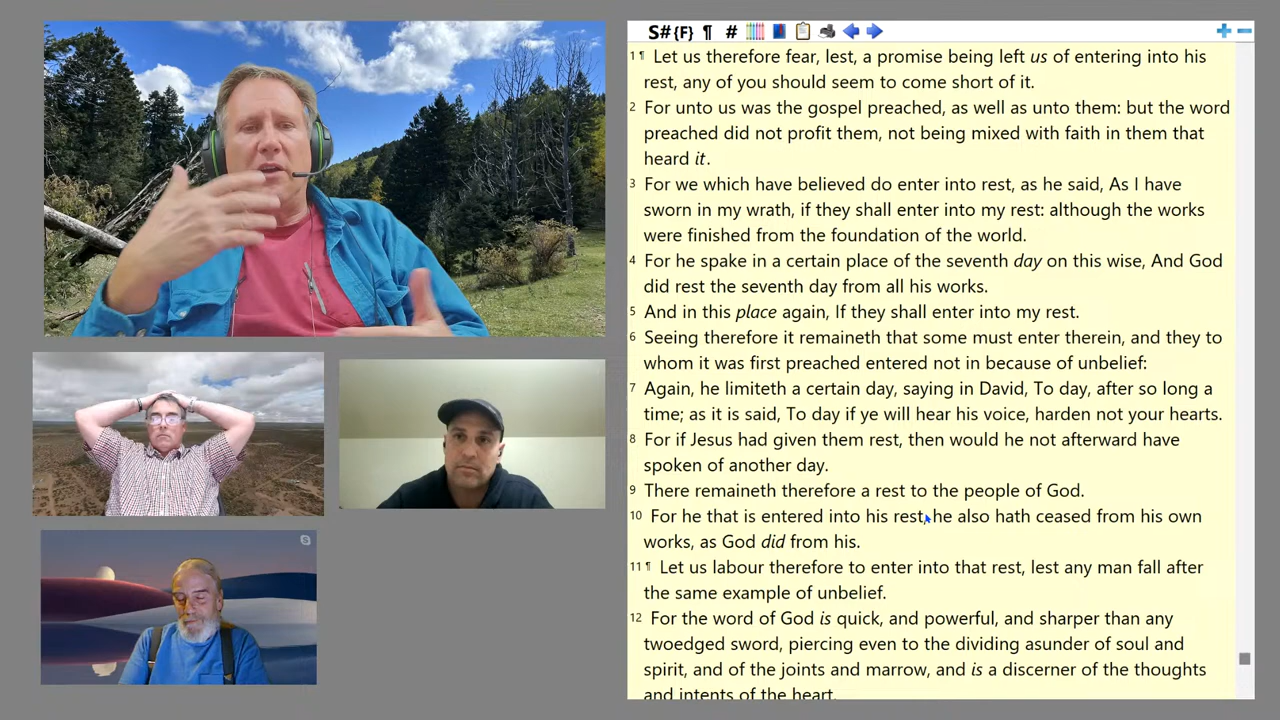 S#{F} ¶ #
1 ¶ Let us therefore fear, lest, a promise being left us of entering into his
rest, any of you should seem to come short of it.
2 For unto us was the gospel preached, as well as unto them: but the word
preached did not profit them, not being mixed with faith in them that
heard it.
3 For we which have believed do enter into rest, as he said, As I have
sworn in my wrath, if they shall enter into my rest: although the works
were finished from the foundation of the world.
4 For he spake in a certain place of the seventh day on this wise, And God
did rest the seventh day from all his works.
5 And in this place again, If they shall enter into my rest.
6 Seeing therefore it remaineth that some must enter therein, and they to
whom it was first preached entered not in because of unbelief:
7 Again, he limiteth a certain day, saying in David, To day, after so long a
time; as it is said, To day if ye will hear his voice, harden not your hearts.
8 For if Jesus had given them rest, then would he not afterward have
spoken of another day.
9 There remaineth therefore a rest to the people of God.
10 For he that is entered into his rest, he also hath ceased from his own
works, as God did from his.
11 ¶ Let us labour therefore to enter into that rest, lest any man fall after
the same example of unbelief.
12 For the word of God is quick, and powerful, and sharper than any
twoedged sword, piercing even to the dividing asunder of soul and
spirit, and of the joints and marrow, and is a discerner of the thoughts
and intents of the heart.